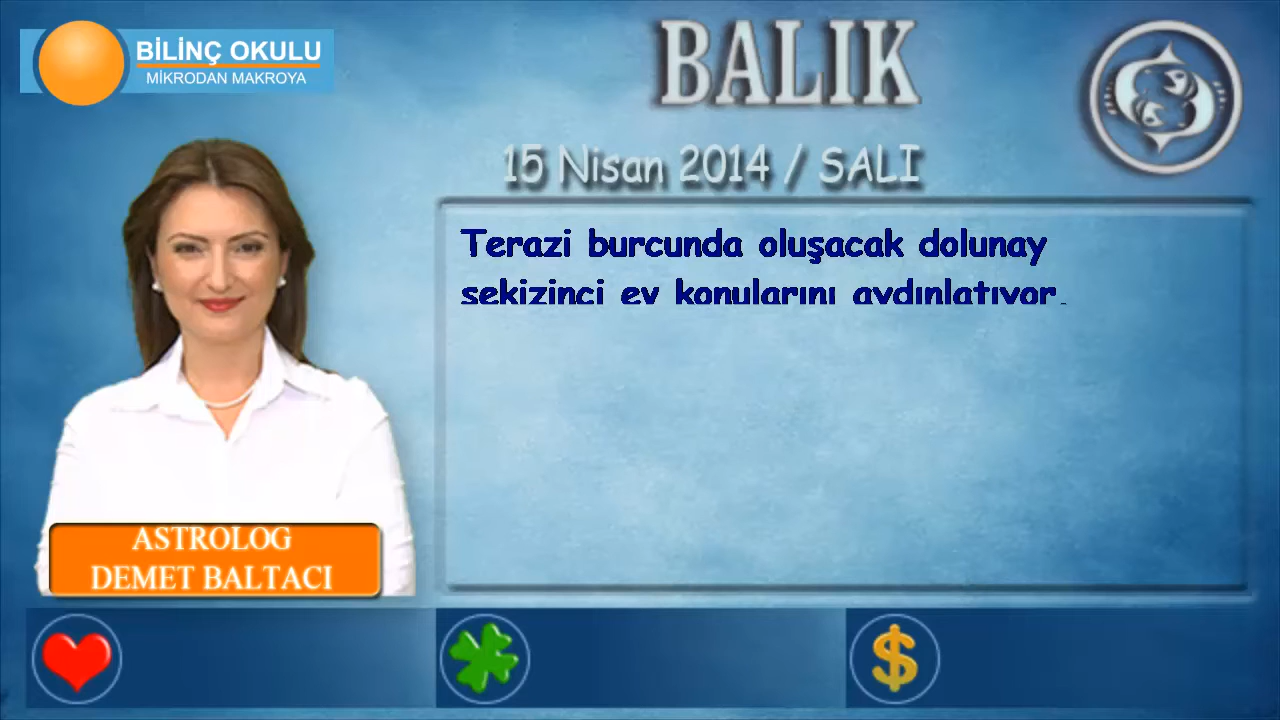 BİLİNÇ OKULU
MİKRODAN MAKROYA
BALIK
15 Nisan 2014 / SALI
Terazi burcunda oluşacak dolunay
sekizinci ev konularını aydınlatıyor.
ASTROLOG
DEMET BALTACI